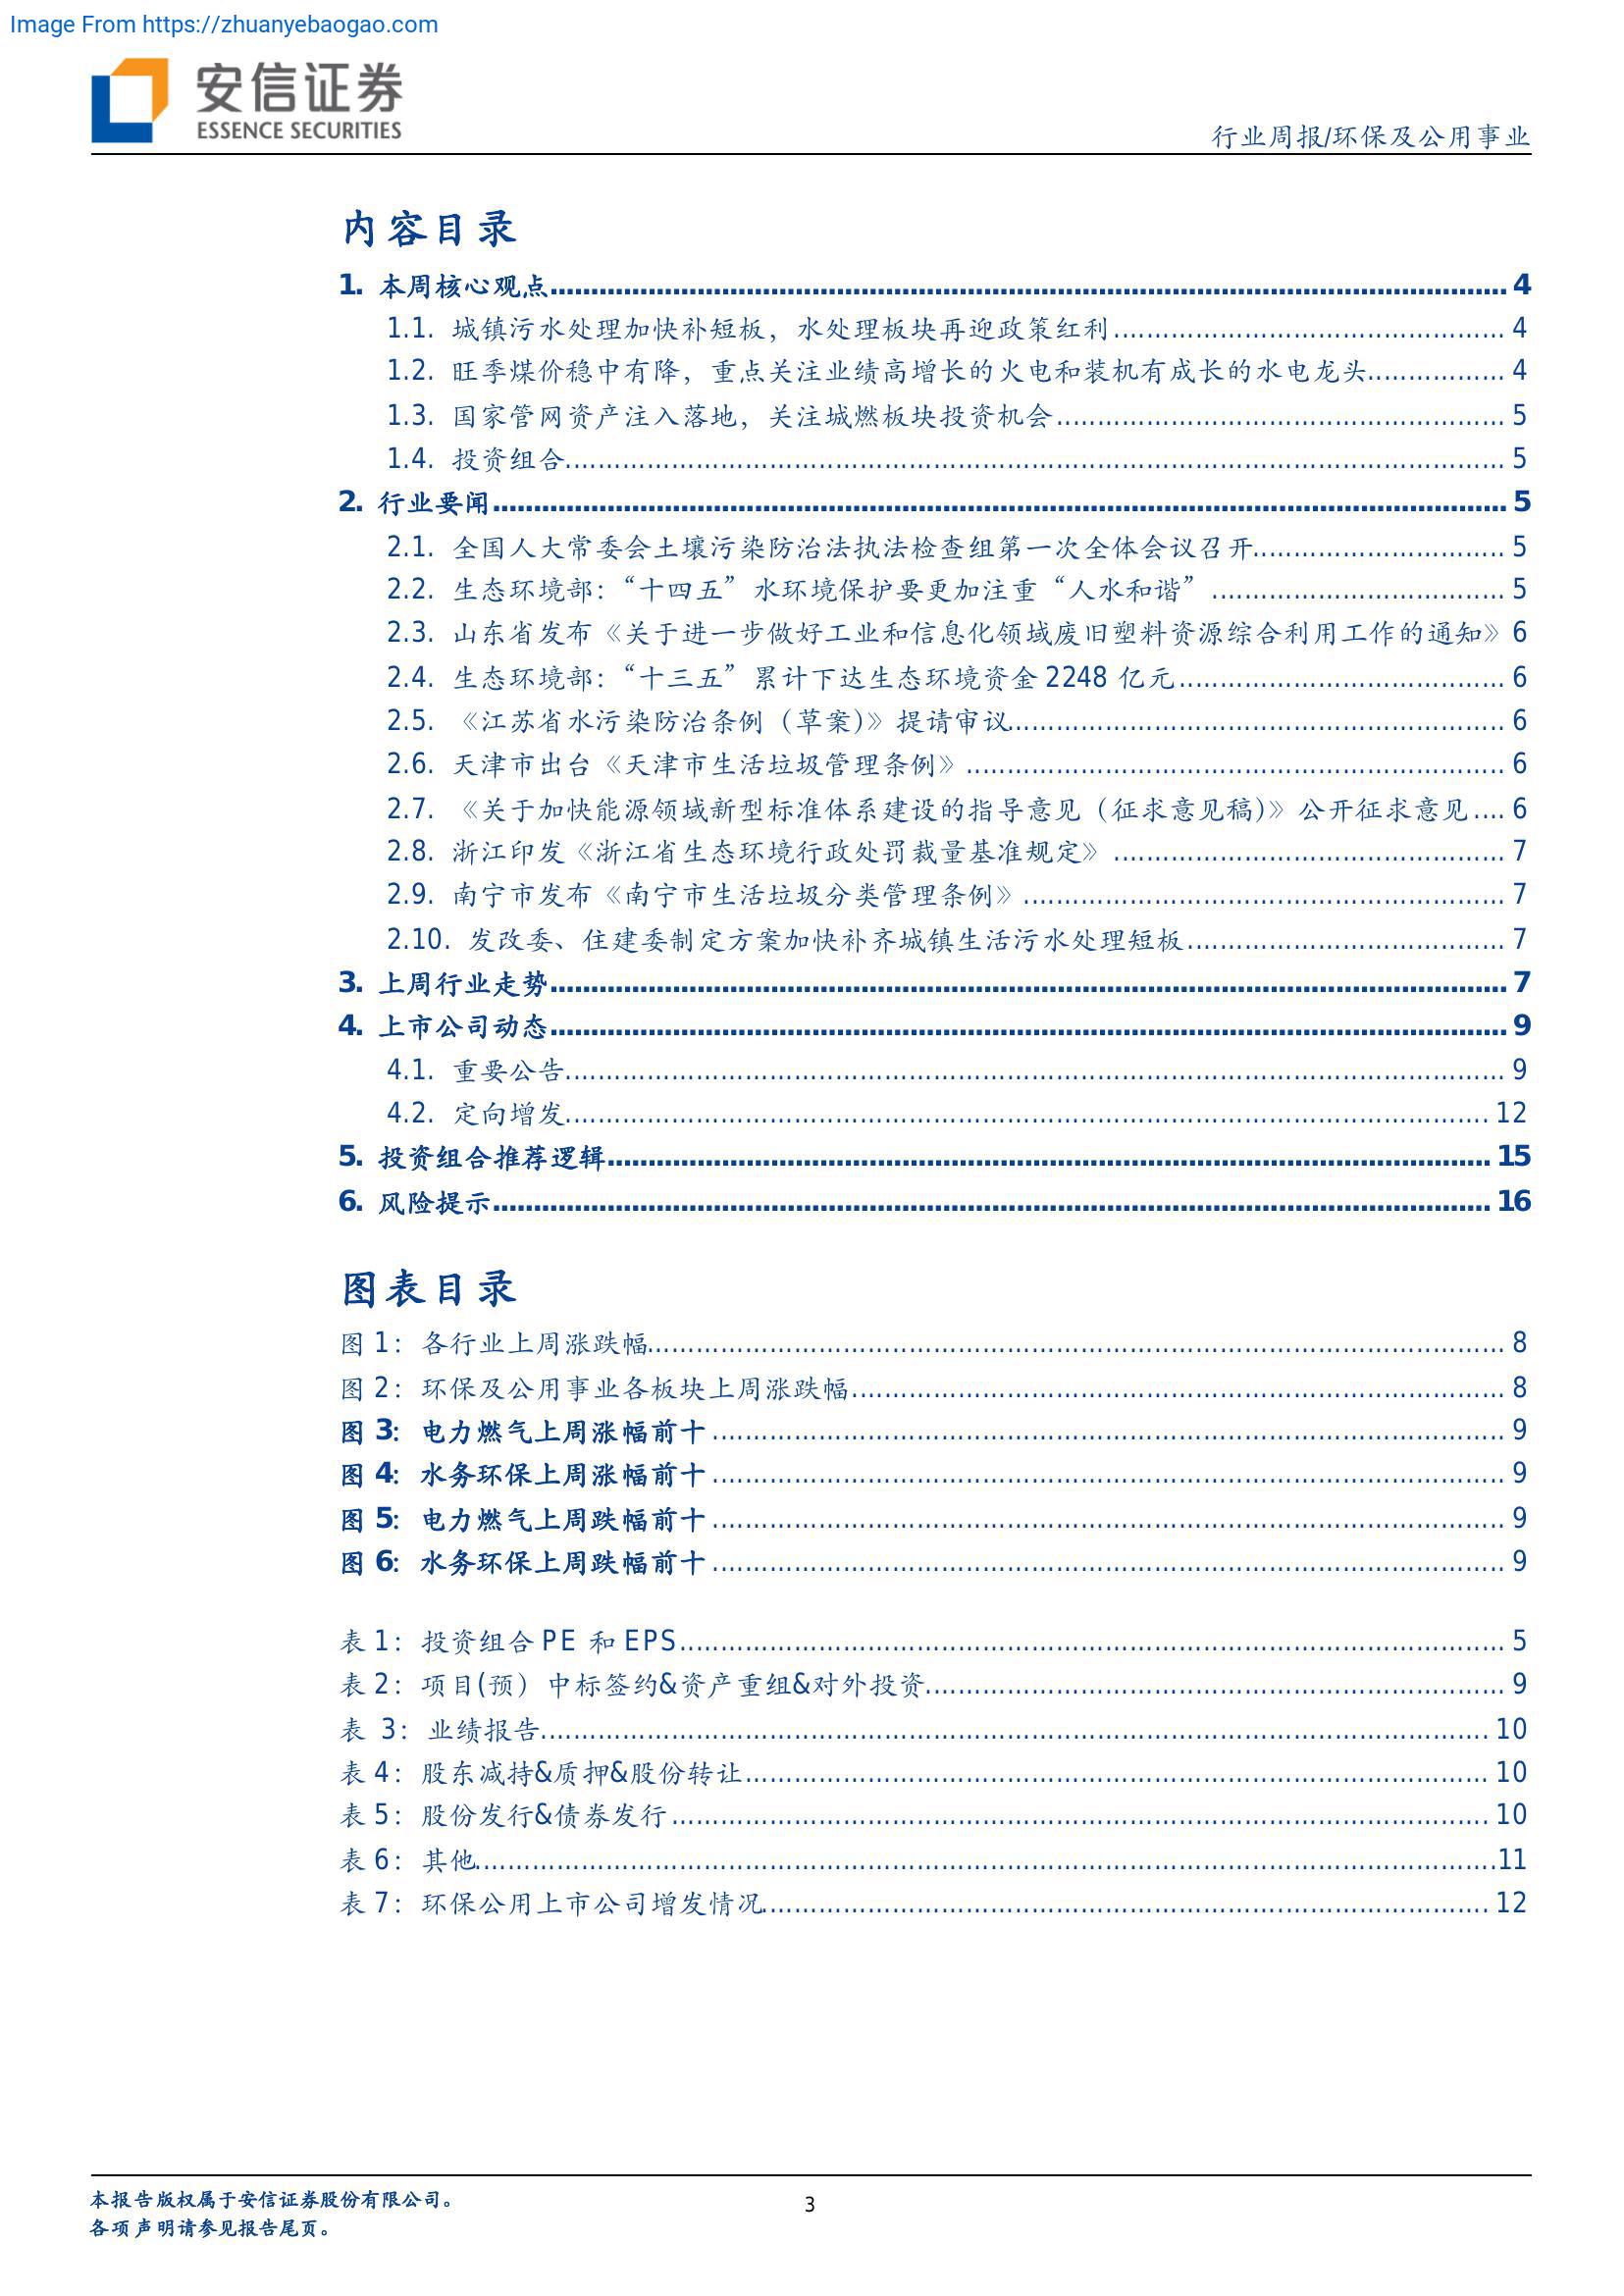 Image From https://zhuanyebaogao.com
安信证券
ESSENCE SECURITIES
行业周报/环保及公用事业
内容目录
1. 本周核心观点 4
1.1. 城镇污水处理加快补短板，水处理板块再迎政策红利 4
1.2. 旺季煤价稳中有降，重点关注业绩高增长的火电和装机有成长的水电龙头 4
1.3. 国家管网资产注入落地，关注城燃板块投资机会 5
1.4. 投资组合 5
2. 行业要闻 5
2.1. 全国人大常委会土壤污染防治法执法检查组第一次全体会议召开 5
2.2. 生态环境部：“十四五”水环境保护要更加注重“人水和谐” 5
2.3. 山东省发布《关于进一步做好工业和信息化领域废旧塑料资源综合利用工作的通知》 6
2.4. 生态环境部：“十三五”累计下达生态环境资金 2248 亿元 6
2.5. 《江苏省水污染防治条例（草案)》提请审议 6
2.6. 天津市出台《天津市生活垃圾管理条例》 6
2.7. 《关于加快能源领域新型标准体系建设的指导意见（征求意见稿)》公开征求意见 6
2.8. 浙江印发《浙江省生态环境行政处罚裁量基准规定》 7
2.9. 南宁市发布《南宁市生活垃圾分类管理条例》 7
2.10. 发改委、住建委制定方案加快补齐城镇生活污水处理短板 7
3. 上周行业走势 7
4. 上市公司动态 9
4.1. 重要公告 9
4.2. 定向增发 12
5. 投资组合推荐逻辑 15
6. 风险提示 16
图表目录
图 1：各行业上周涨跌幅 8
图 2：环保及公用事业各板块上周涨跌幅 8
图 3：电力燃气上周涨幅前十 9
图 4：水务环保上周涨幅前十 9
图 5：电力燃气上周跌幅前十 9
图 6：水务环保上周跌幅前十 9
表 1：投资组合 PE 和 EPS 5
表 2：项目(预）中标签约&资产重组&对外投资 9
表 3：业绩报告 10
表 4：股东减持&质押&股份转让 10
表 5：股份发行&债券发行 10
表 6：其他 11
表 7：环保公用上市公司增发情况 12
本报告版权属于安信证券股份有限公司。
3
各项声明请参见报告尾页。